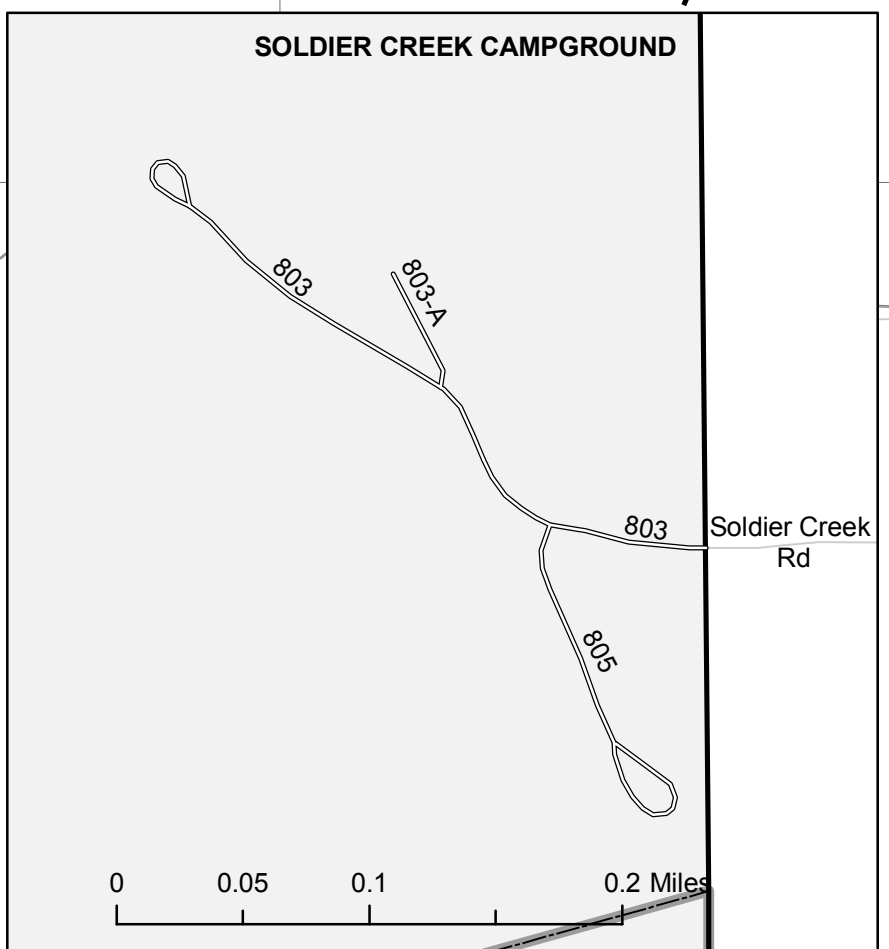 SOLDIER CREEK CAMPGROUND
803
803-A
803
Soldier Creek
Rd
805
0 0.05 0.1 0.2 Miles